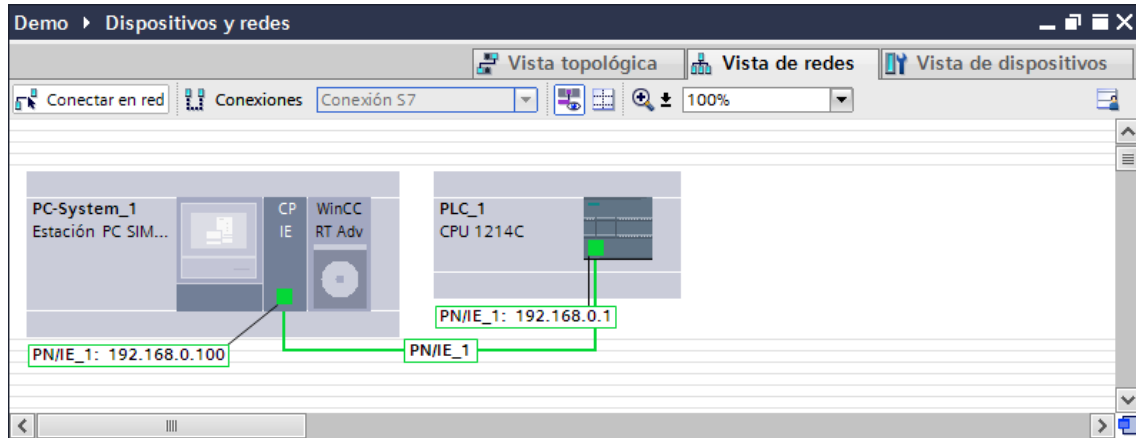 Demo ▸ Dispositivos y redes
Vista topológica
Vista de redes
Vista de dispositivos
Conectar en red
Conexiones
Conexión S7
100%
PC-System_1
Estación PC SIM...
CP
IE
WinCC
RT Adv
PLC_1
CPU 1214C
PN/IE_1: 192.168.0.1
PN/IE_1: 192.168.0.100
PN/IE_1